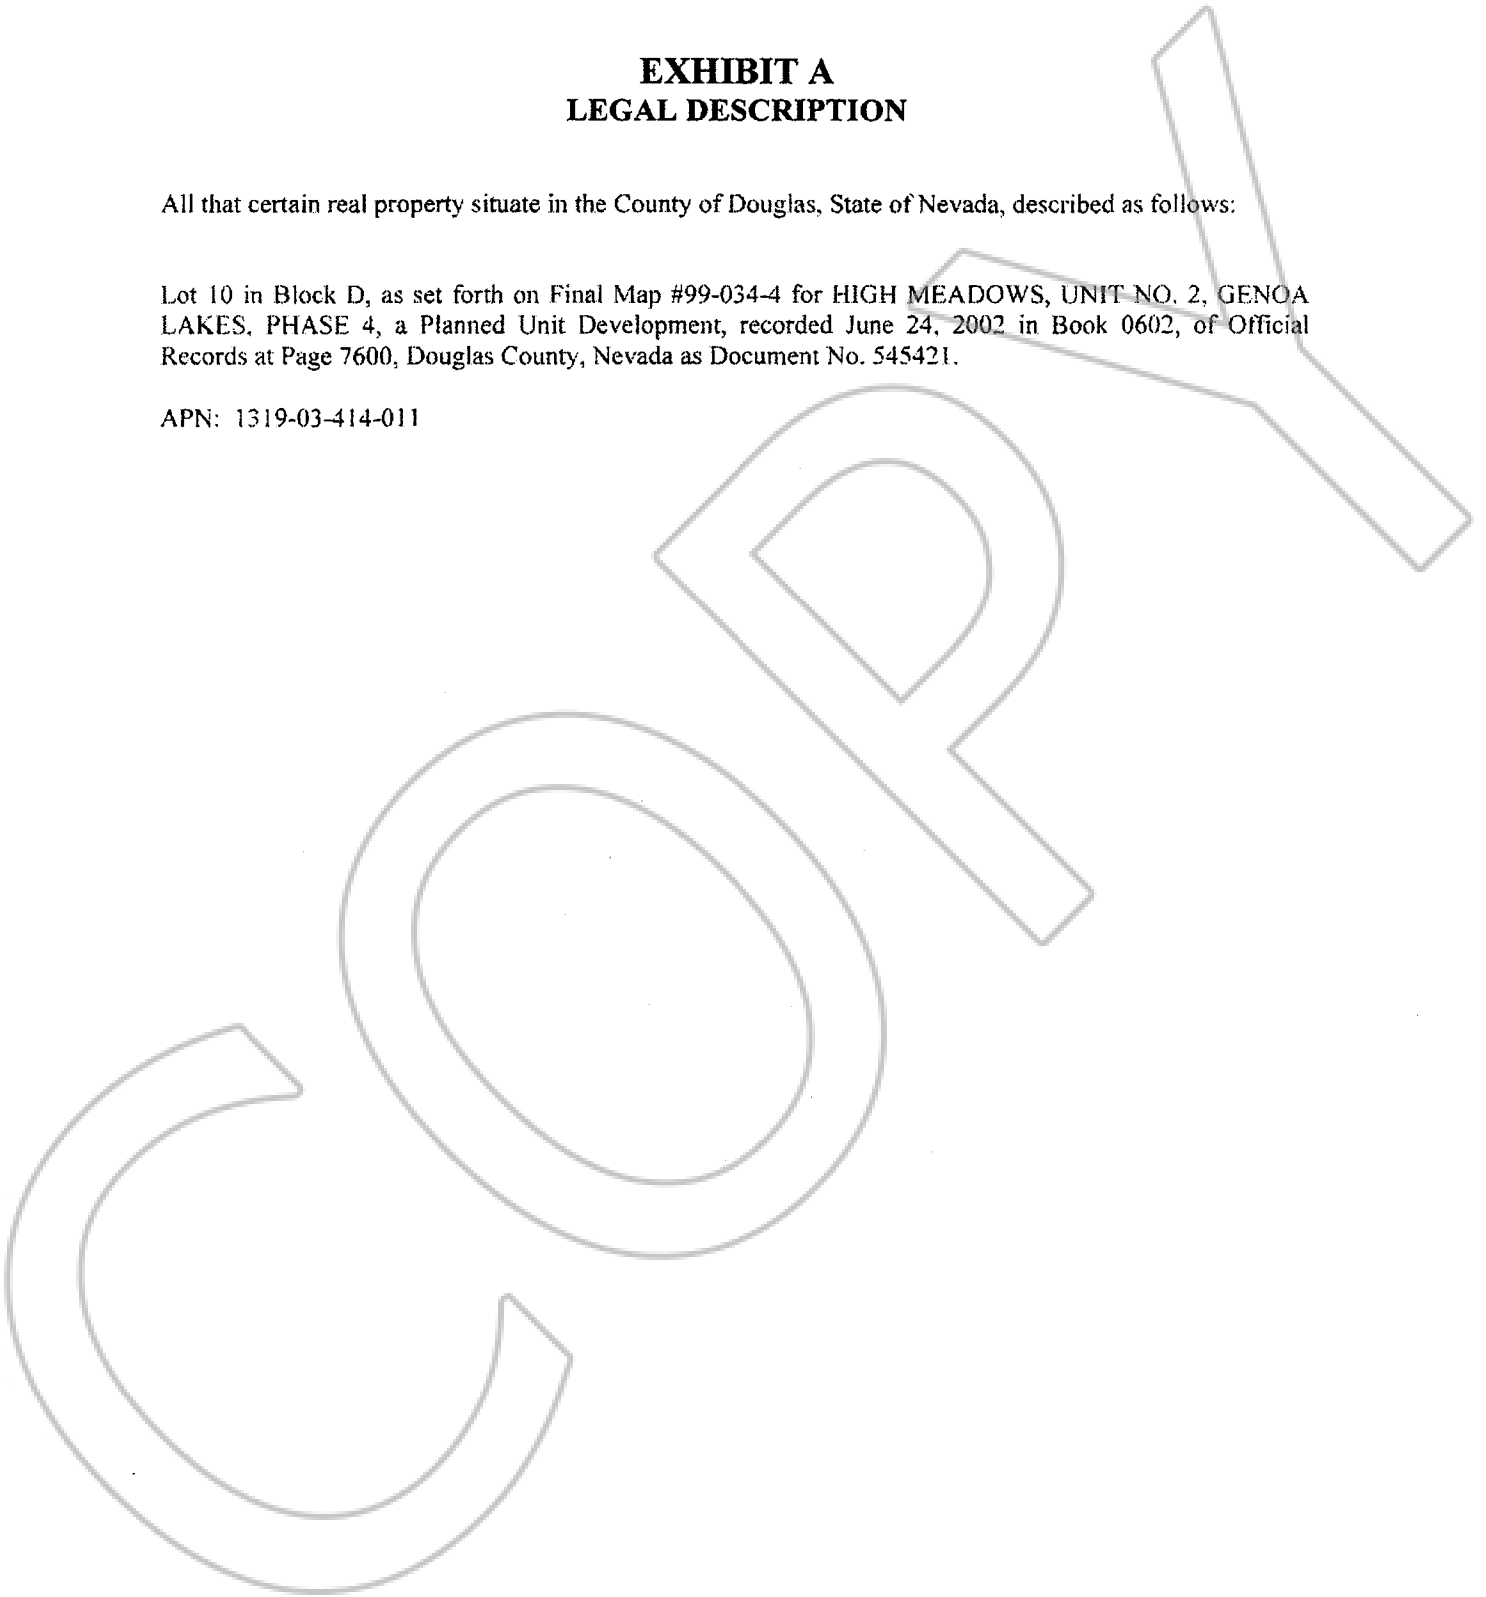 EXHIBIT A
LEGAL DESCRIPTION
All that certain real property situate in the County of Douglas, State of Nevada, described as follows:
Lot 10 in Block D, as set forth on Final Map #99-034-4 for HIGH MEADOWS, UNIT NO. 2, GENOA
LAKES, PHASE 4, a Planned Unit Development, recorded June 24, 2002 in Book 0602, of Official
Records at Page 7600, Douglas County, Nevada as Document No. 545421.
APN: 1319-03-414-011
COPY